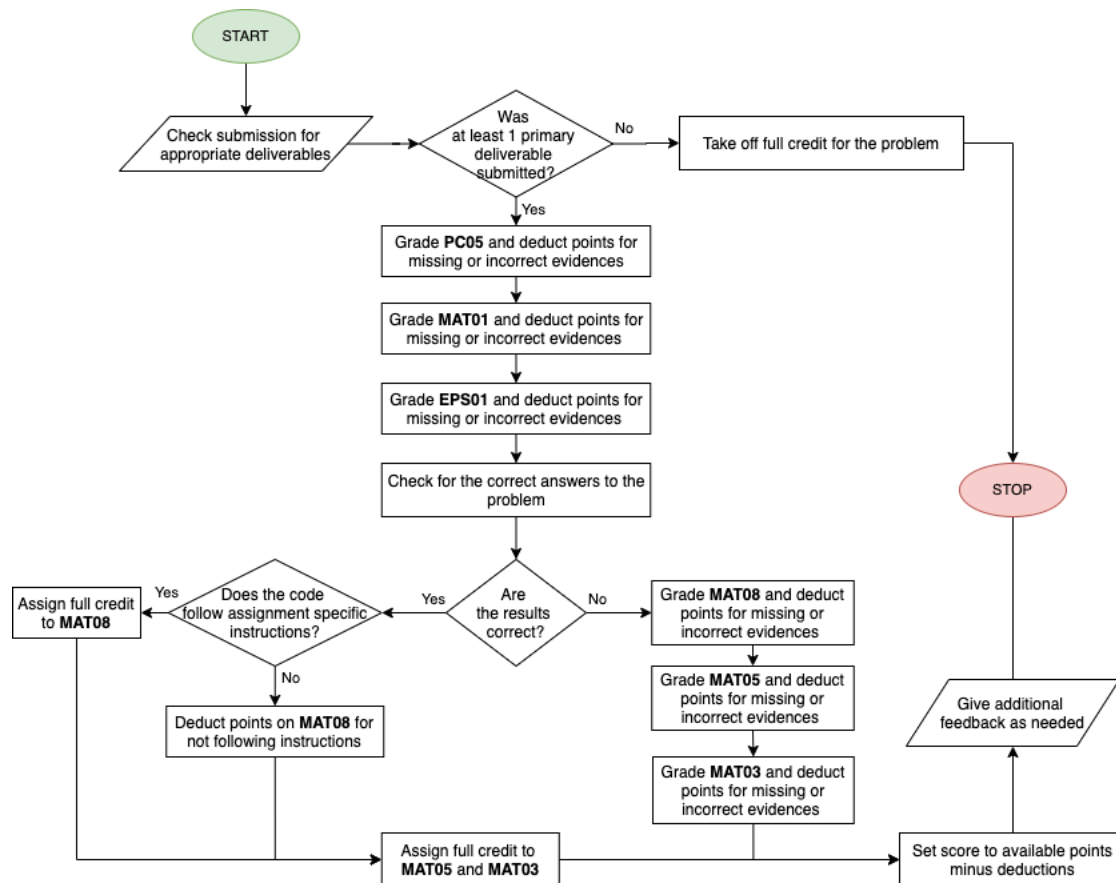 START
Check submission for
appropriate deliverables
Was
at least 1 primary
deliverable
submitted?
No
Take off full credit for the problem
Yes
Grade PC05 and deduct points for
missing or incorrect evidences
Grade MAT01 and deduct points for
missing or incorrect evidences
Grade EPS01 and deduct points for
missing or incorrect evidences
Check for the correct answers to the
problem
STOP
Are
the results
correct?
Yes
Does the code
follow assignment specific
instructions?
Yes
Assign full credit
to MAT08
No
Deduct points on MAT08 for
not following instructions
No
Grade MAT08 and deduct
points for missing or
incorrect evidences
Grade MAT05 and deduct
points for missing or
incorrect evidences
Grade MAT03 and deduct
points for missing or
incorrect evidences
Assign full credit to
MAT05 and MAT03
Set score to available points
minus deductions
Give additional
feedback as needed